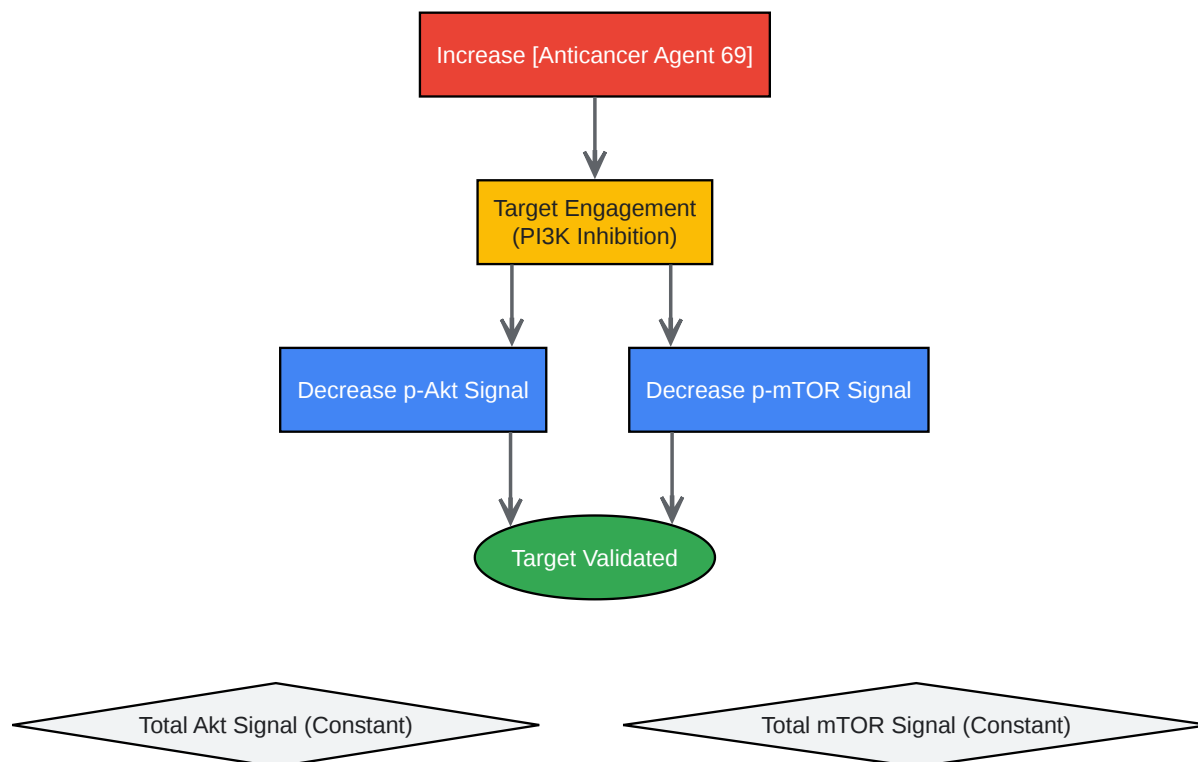 Increase [Anticancer Agent 69]
Target Engagement
(PI3K Inhibition)
Decrease p-Akt Signal
Decrease p-mTOR Signal
Target Validated
Total Akt Signal (Constant)
Total mTOR Signal (Constant)